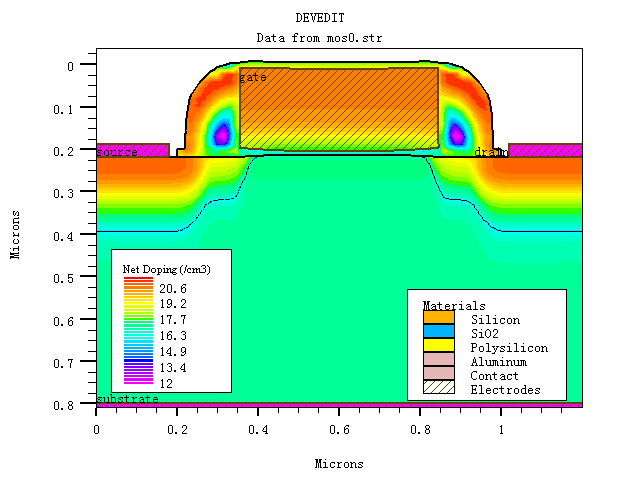 DEVEDIT
Data from mos0.str
gate
source
drain
substrate
Microns
0
0.1
0.2
0.3
0.4
0.5
0.6
0.7
0.8
0
0.2
0.4
0.6
0.8
1
Microns
Net Doping (/cm3)
20.6
19.2
17.7
16.3
14.9
13.4
12
Materials
Silicon
SiO2
Polysilicon
Aluminum
Contact
Electrodes